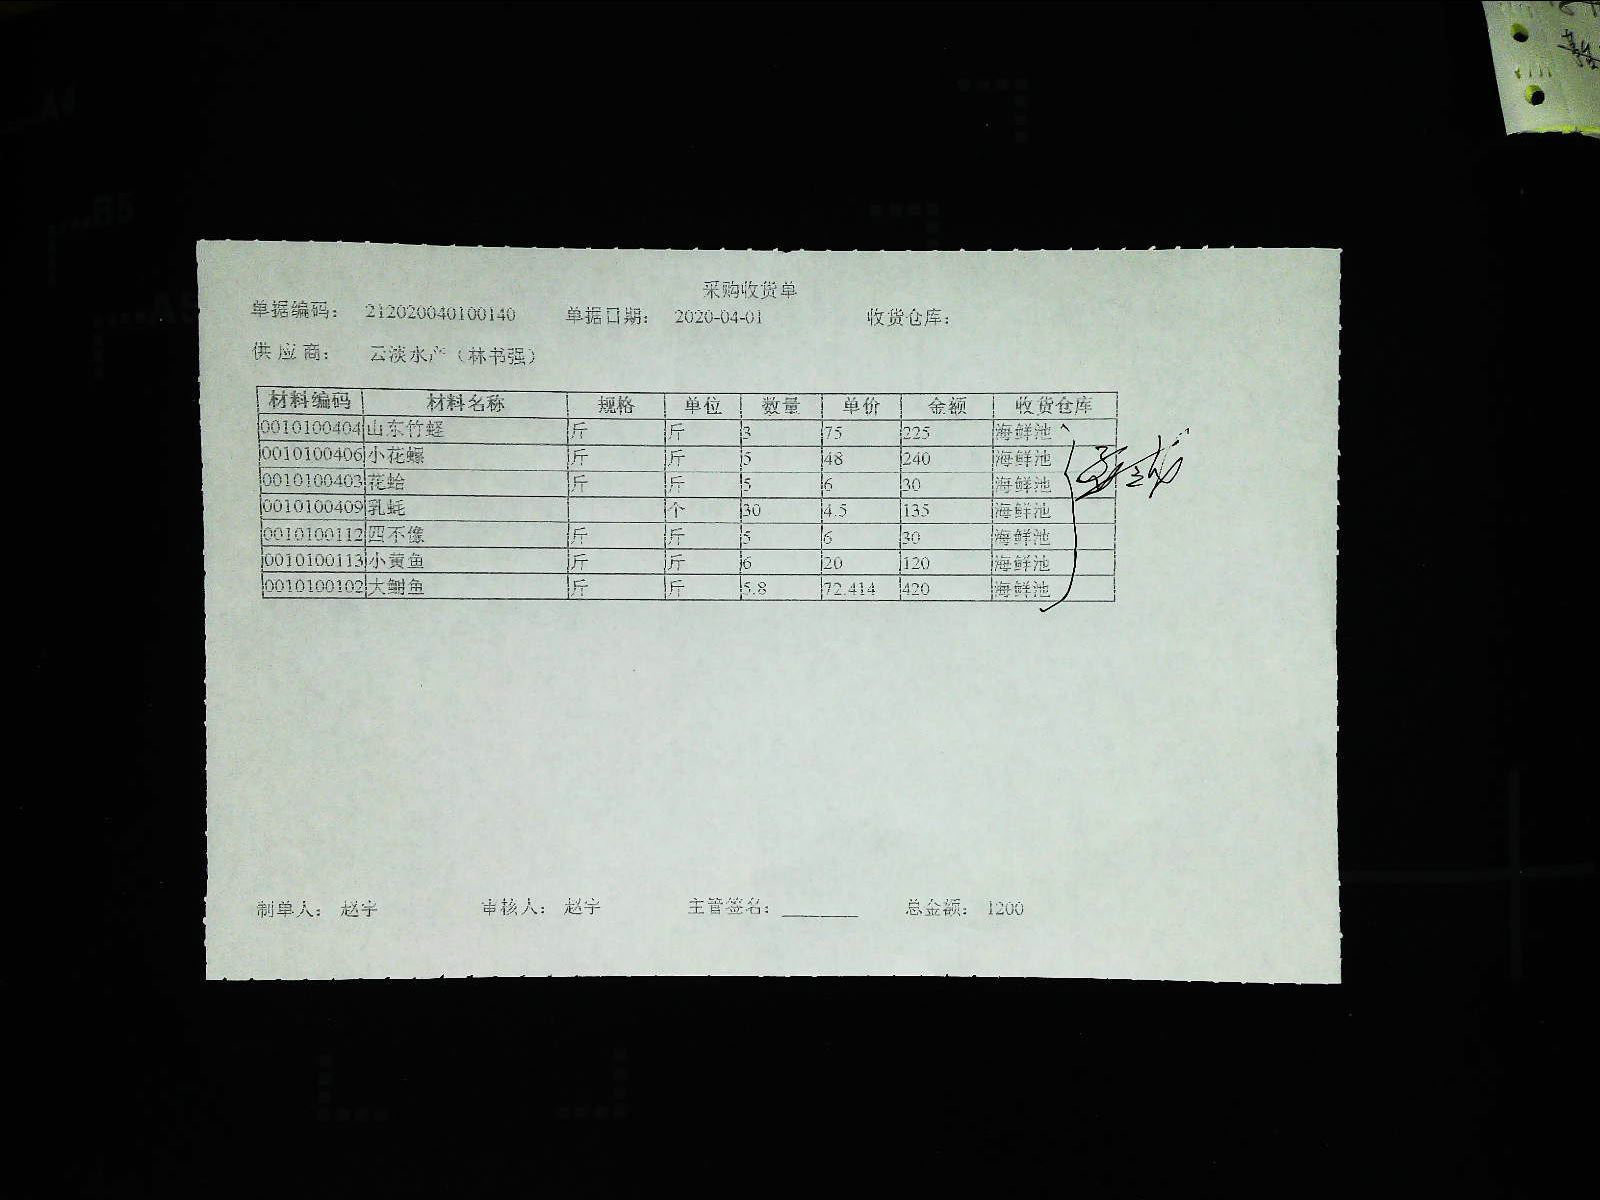 采购收货单
单据编码： 212020040100140 单据日期： 2020-04-01 收货仓库：
供 应 商： 云淡水产（林书强）
材料编码 材料名称 规格 单位 数量 单价 金额 收货仓库
0010100404 山东竹蛏 斤 斤 3 75 225 海鲜池
0010100406 小花螺 斤 斤 5 48 240 海鲜池
0010100403 花蛤 斤 斤 5 6 30 海鲜池
0010100409 乳蚝 个 30 4.5 135 海鲜池
0010100112 四不像 斤 斤 5 6 30 海鲜池
0010100113 小黄鱼 斤 斤 6 20 120 海鲜池
0010100102 大鲷鱼 斤 斤 5.8 72.414 420 海鲜池
制单人： 赵宇 审核人： 赵宇 主管签名：________ 总金额： 1200